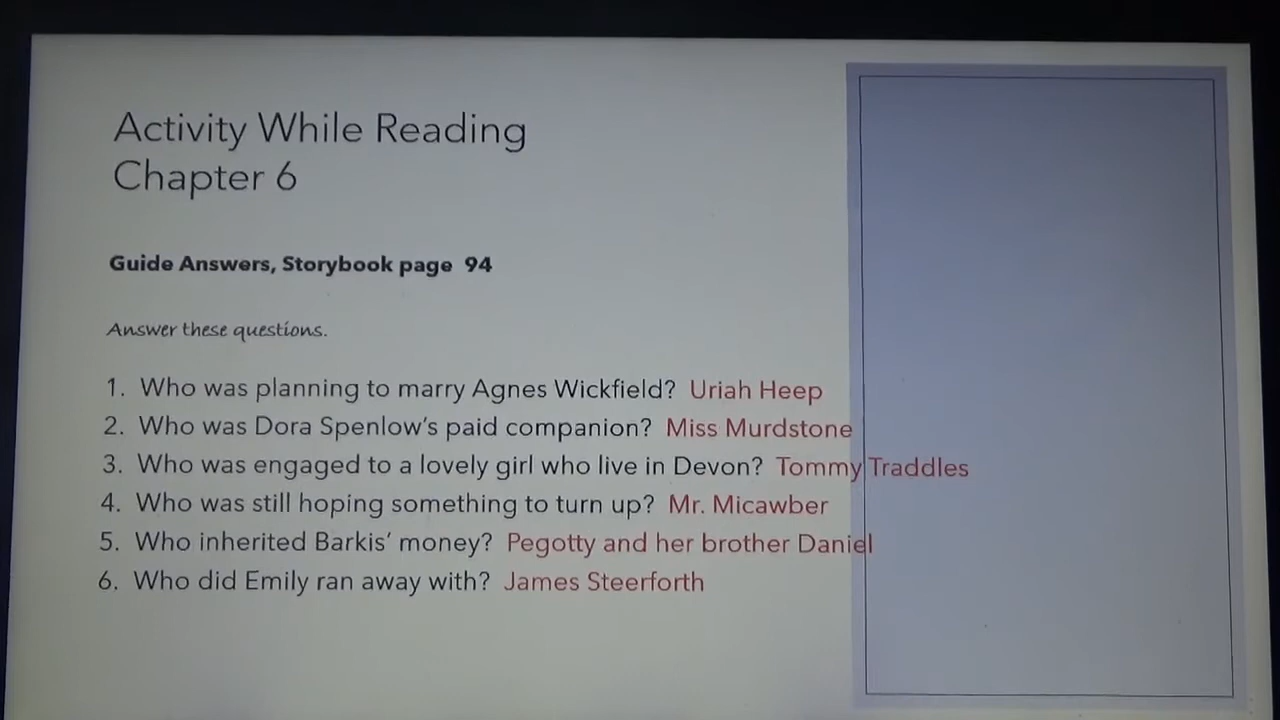 Activity While Reading
Chapter 6
Guide Answers, Storybook page 94
Answer these questions.
1. Who was planning to marry Agnes Wickfield? Uriah Heep
2. Who was Dora Spenlow's paid companion? Miss Murdstone
3. Who was engaged to a lovely girl who live in Devon? Tommy Traddles
4. Who was still hoping something to turn up? Mr. Micawber
5. Who inherited Barkis' money? Pegotty and her brother Daniel
6. Who did Emily ran away with? James Steerforth